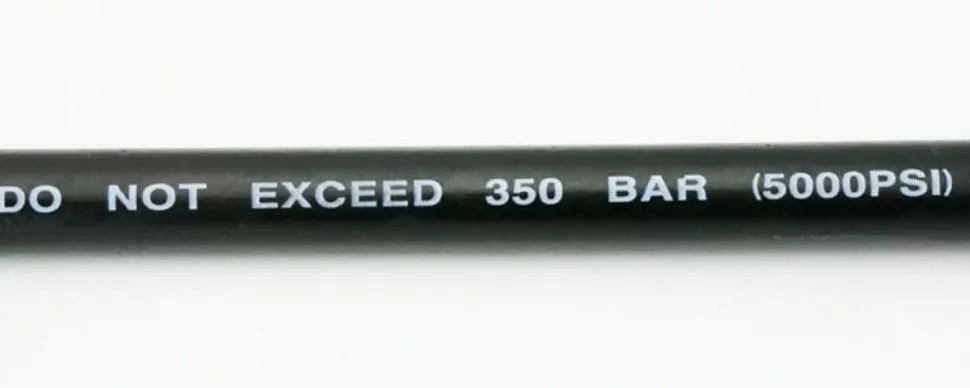 DO NOT EXCEED 350 BAR (5000PSI)